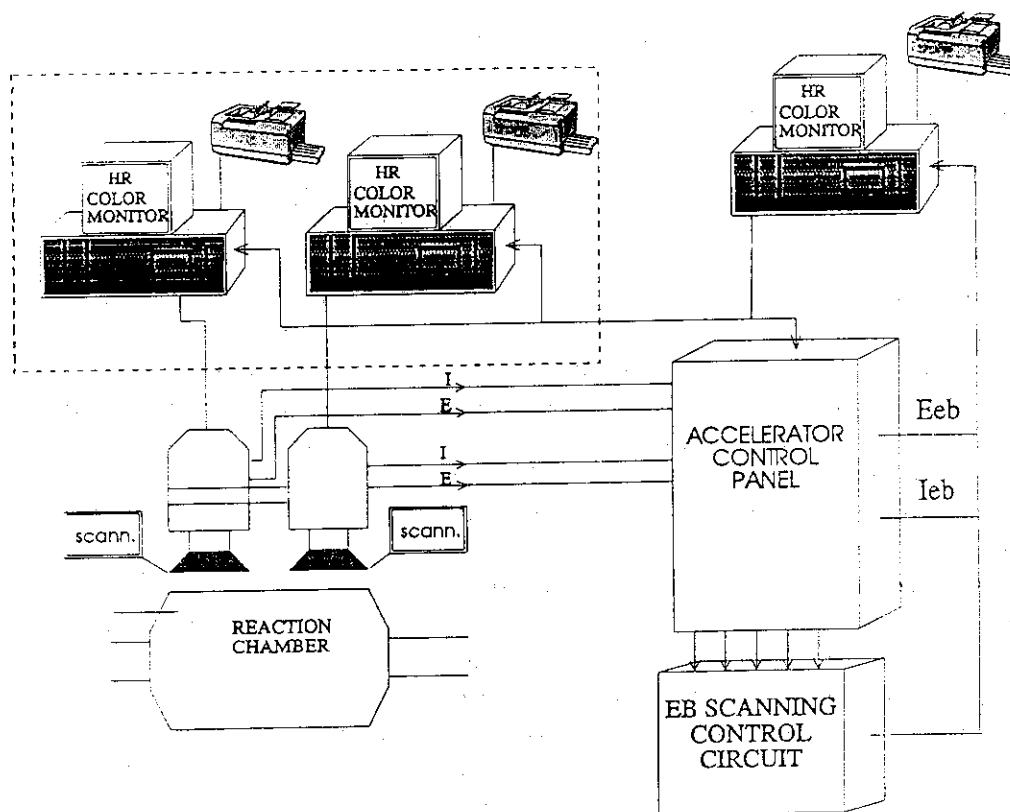 HR
COLOR
MONITOR
HR
COLOR
MONITOR
HR
COLOR
MONITOR
I
E
I
E
ACCELERATOR
CONTROL
PANEL
Eeb
Ieb
scann.
scann.
REACTION
CHAMBER
EB SCANNING
CONTROL
CIRCUIT